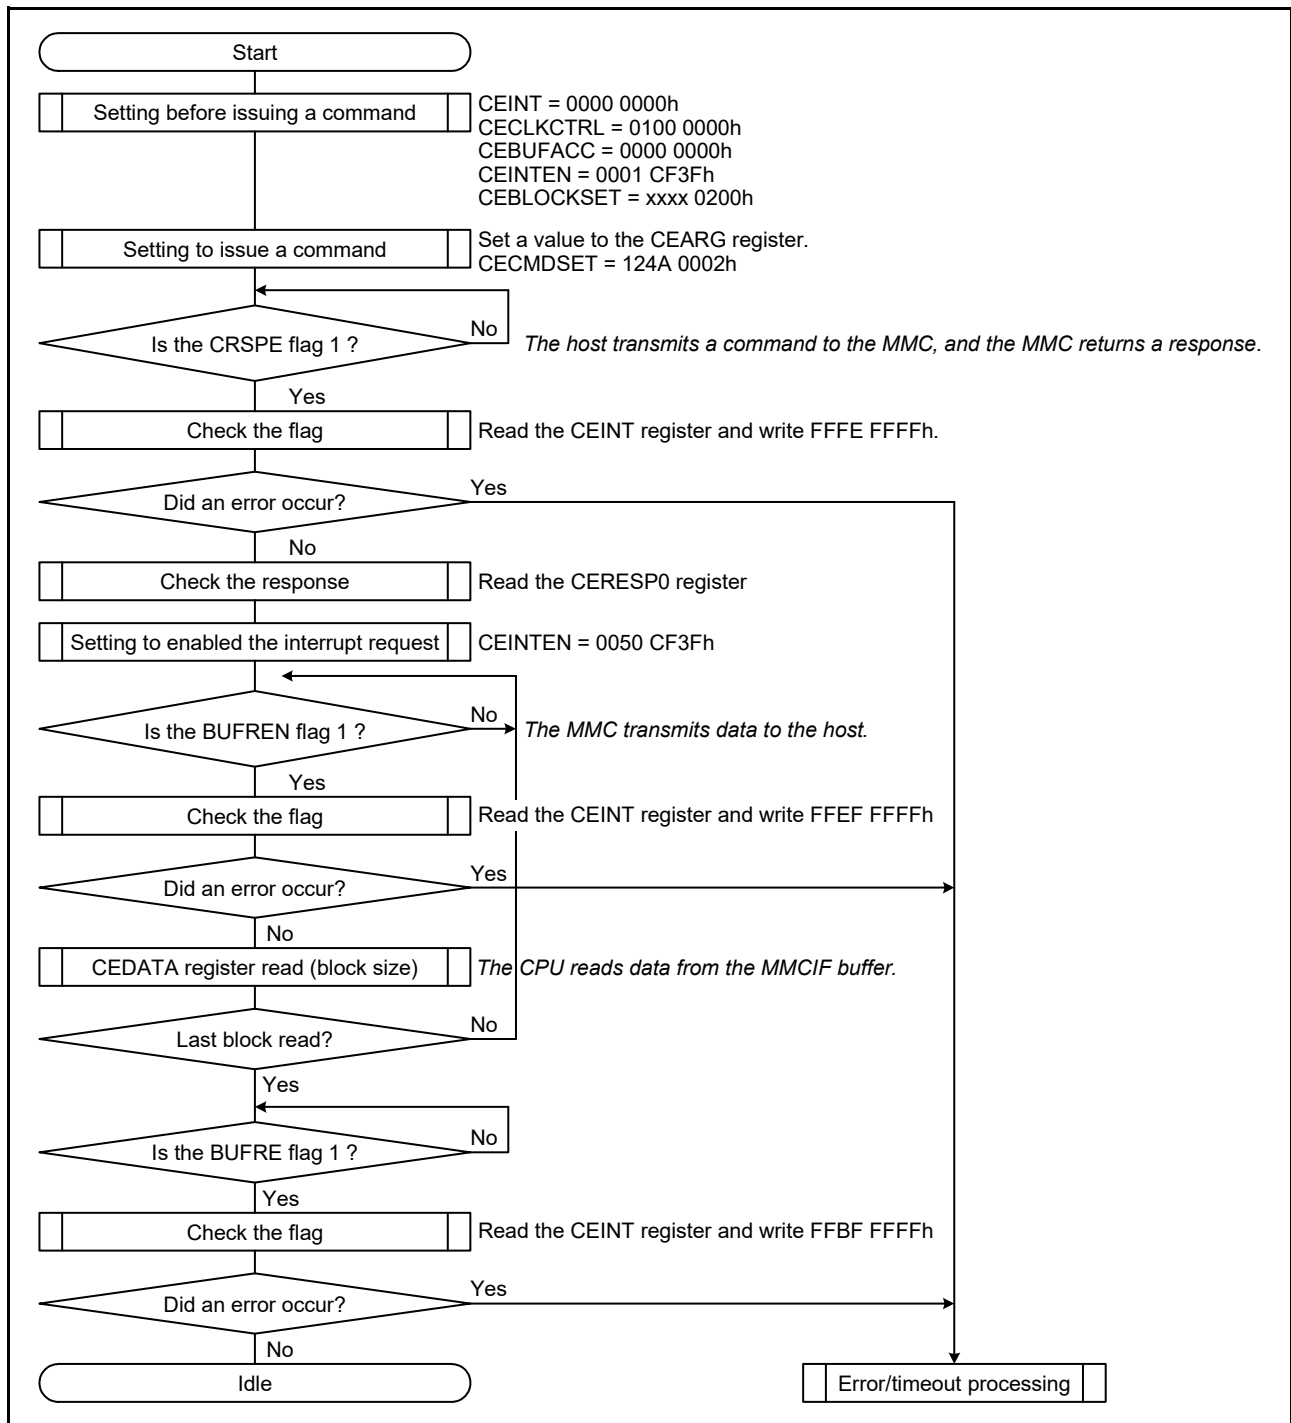 Start
Setting before issuing a command
CEINT = 0000 0000h
CECLKCTRL = 0100 0000h
CEBUFACC = 0000 0000h
CEINTEN = 0001 CF3Fh
CEBLOCKSET = xxxx 0200h
Setting to issue a command
Set a value to the CEARG register.
CECMDSET = 124A 0002h
Is the CRSPE flag 1 ?
No
The host transmits a command to the MMC, and the MMC returns a response.
Yes
Check the flag
Read the CEINT register and write FFFE FFFFh.
Did an error occur?
Yes
No
Check the response
Read the CERESP0 register
Setting to enabled the interrupt request
CEINTEN = 0050 CF3Fh
Is the BUFREN flag 1 ?
No
The MMC transmits data to the host.
Yes
Check the flag
Read the CEINT register and write FFEF FFFFh
Did an error occur?
Yes
No
CEDATA register read (block size)
The CPU reads data from the MMCIF buffer.
Last block read?
No
Yes
Is the BUFRE flag 1 ?
No
Yes
Check the flag
Read the CEINT register and write FFBF FFFFh
Did an error occur?
Yes
No
Idle
Error/timeout processing